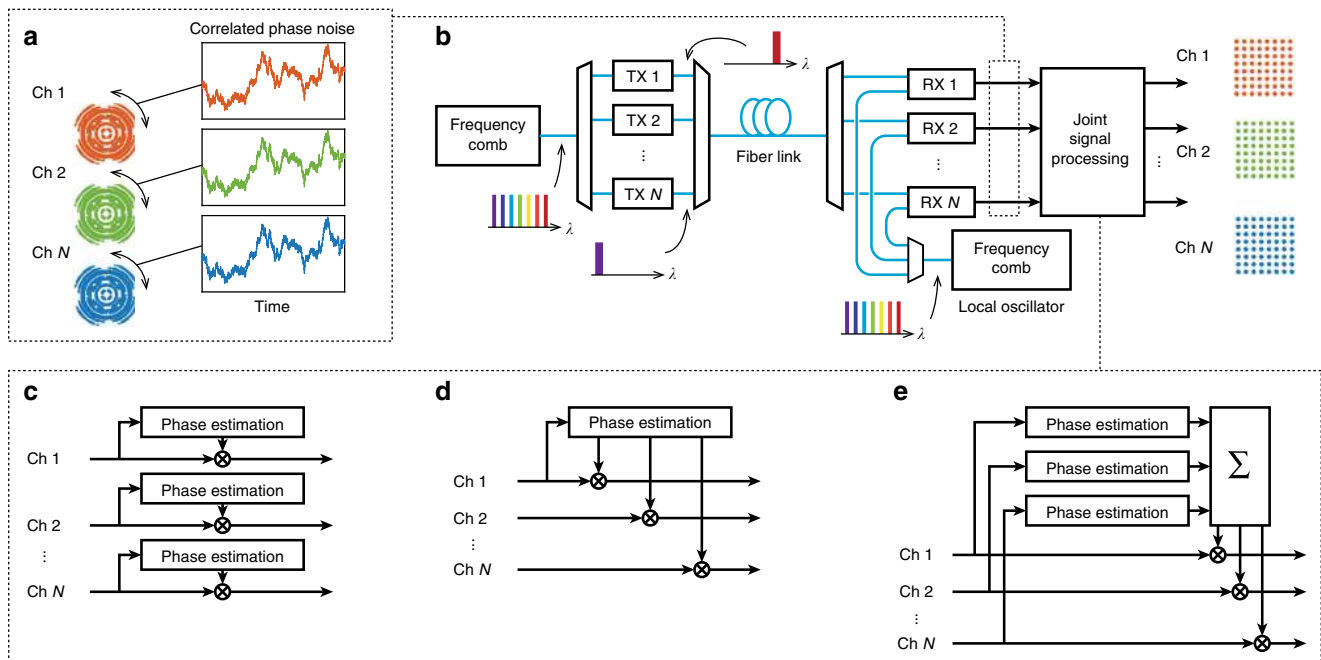 a
Correlated phase noise
Ch 1
Ch 2
Ch N
Time
b
Frequency
comb
λ
TX 1
TX 2
⋮
TX N
λ
λ
Fiber link
RX 1
RX 2
⋮
RX N
Frequency
comb
Local oscillator
λ
Joint
signal
processing
⋮
Ch 1
Ch 2
Ch N
c
Phase estimation
Ch 1
Phase estimation
Ch 2
⋮
Phase estimation
Ch N
d
Phase estimation
Ch 1
Ch 2
⋮
Ch N
e
Phase estimation
Phase estimation
Phase estimation
Σ
Ch 1
Ch 2
⋮
Ch N